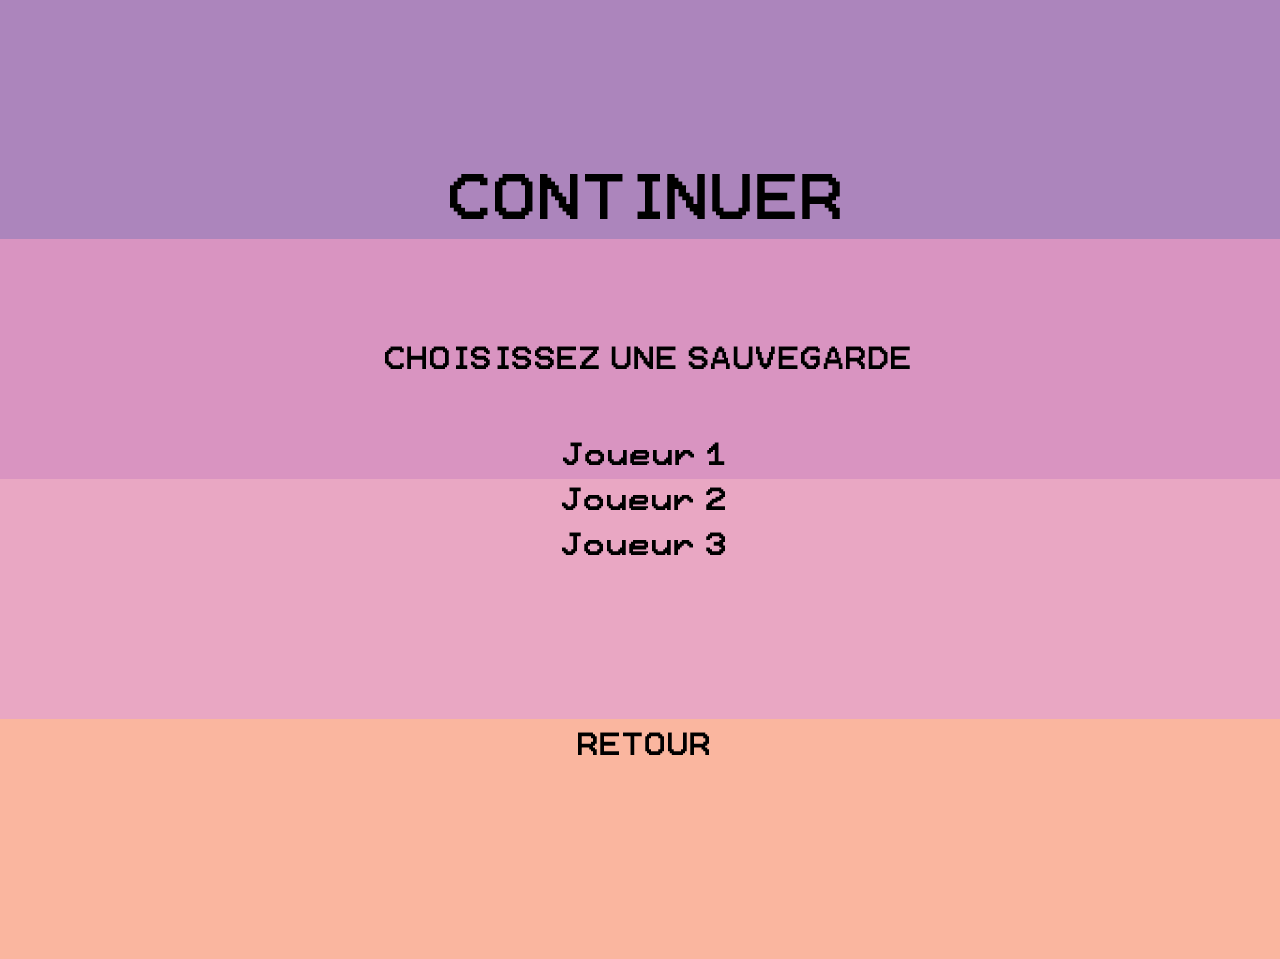 CONTINUER
CHOISISSEZ UNE SAUVEGARDE
Joueur 1
Joueur 2
Joueur 3
RETOUR